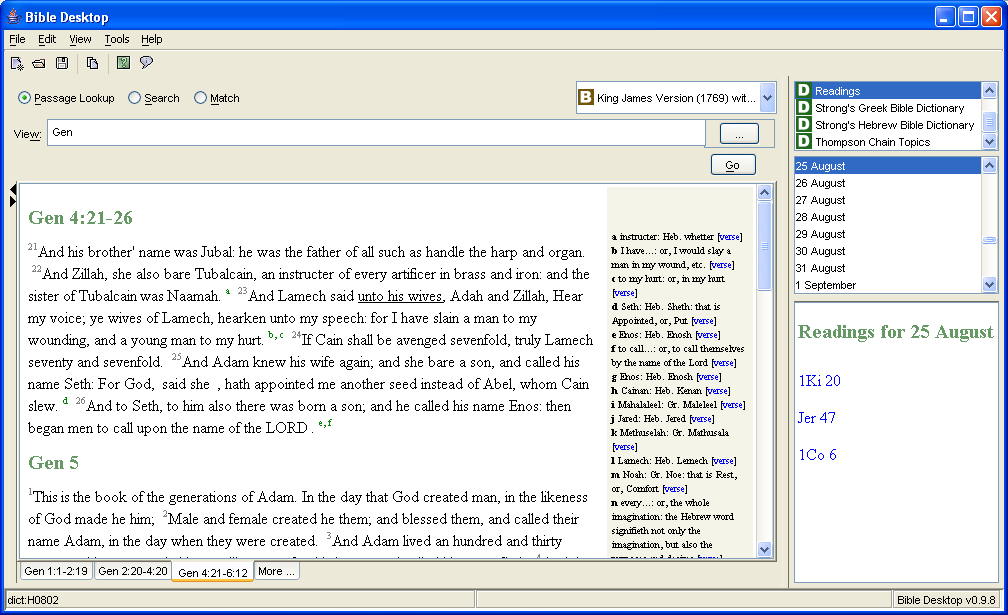 Bible Desktop
File Edit View Tools Help
Passage Lookup Search Match
B King James Version (1769) wit...
View: Gen ...
Go
Gen 4:21-26
21And his brother' name was Jubal: he was the father of all such as handle the harp and organ.
22And Zillah, she also bare Tubalcain, an instructer of every artificer in brass and iron: and the
sister of Tubalcain was Naamah. a 23And Lamech said unto his wives, Adah and Zillah, Hear
my voice; ye wives of Lamech, hearken unto my speech: for I have slain a man to my
wounding, and a young man to my hurt. b,c 24If Cain shall be avenged sevenfold, truly Lamech
seventy and sevenfold. 25And Adam knew his wife again; and she bare a son, and called his
name Seth: For God, said she , hath appointed me another seed instead of Abel, whom Cain
slew. d 26And to Seth, to him also there was born a son; and he called his name Enos: then
began men to call upon the name of the LORD . e,f
Gen 5
1This is the book of the generations of Adam. In the day that God created man, in the likeness
of God made he him; 2Male and female created he them; and blessed them, and called their
name Adam, in the day when they were created. 3And Adam lived an hundred and thirty
a instructer: Heb. whetter [verse]
b I have...: or, I would slay a
man in my wound, etc. [verse]
c to my hurt: or, in my hurt
[verse]
d Seth: Heb. Sheth: that is
Appointed, or, Put [verse]
e Enos: Heb. Enosh [verse]
f to call...: or, to call themselves
by the name of the Lord [verse]
g Enos: Heb. Enosh [verse]
h Cainan: Heb. Kenan [verse]
i Mahalaleel: Gr. Maleleel [verse]
j Jared: Heb. Jered [verse]
k Methuselah: Gr. Mathusala
[verse]
l Lamech: Heb. Lemech [verse]
m Noah: Gr. Noe: that is Rest,
or, Comfort [verse]
n every...: or, the whole
imagination: the Hebrew word
signifieth not only the
imagination, but also the
Gen 1:1-2:19 Gen 2:20-4:20 Gen 4:21-6:12 More ...
D Readings
D Strong's Greek Bible Dictionary
D Strong's Hebrew Bible Dictionary
D Thompson Chain Topics
25 August
26 August
27 August
28 August
29 August
30 August
31 August
1 September
Readings for 25 August
1Ki 20
Jer 47
1Co 6
dict:H0802
Bible Desktop v0.9.8